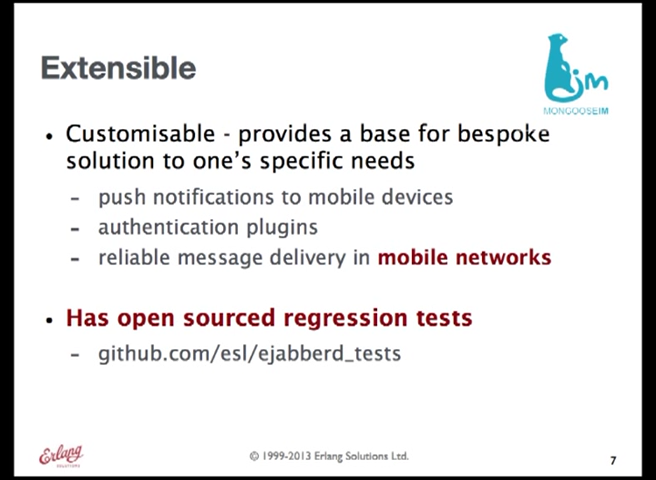 Extensible
im
MONGOOSEIM
• Customisable - provides a base for bespoke
solution to one's specific needs
- push notifications to mobile devices
- authentication plugins
- reliable message delivery in mobile networks
• Has open sourced regression tests
- github.com/esl/ejabberd_tests
Erlang
SOLUTIONS
© 1999-2013 Erlang Solutions Ltd.
7